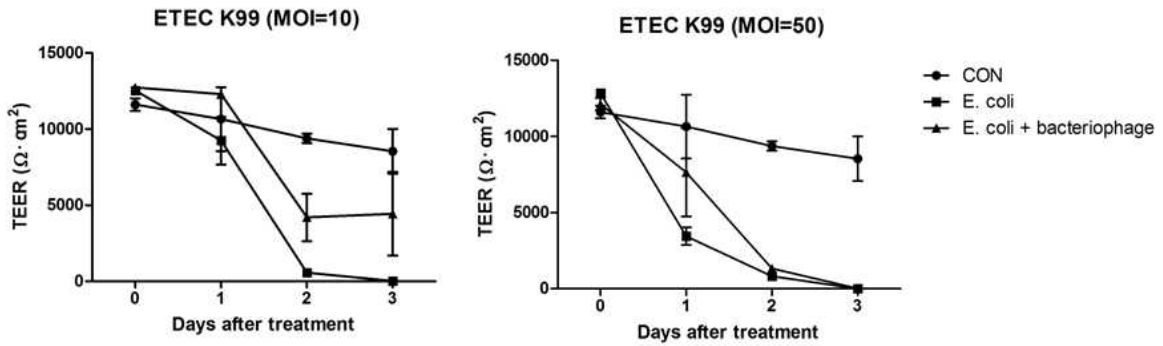 ETEC K99 (MOI=10)
TEER (Ω· cm²)
15000
10000
5000
0
0 1 2 3
Days after treatment
ETEC K99 (MOI=50)
TEER (Ω· cm²)
15000
10000
5000
0
0 1 2 3
Days after treatment
CON
E. coli
E. coli + bacteriophage